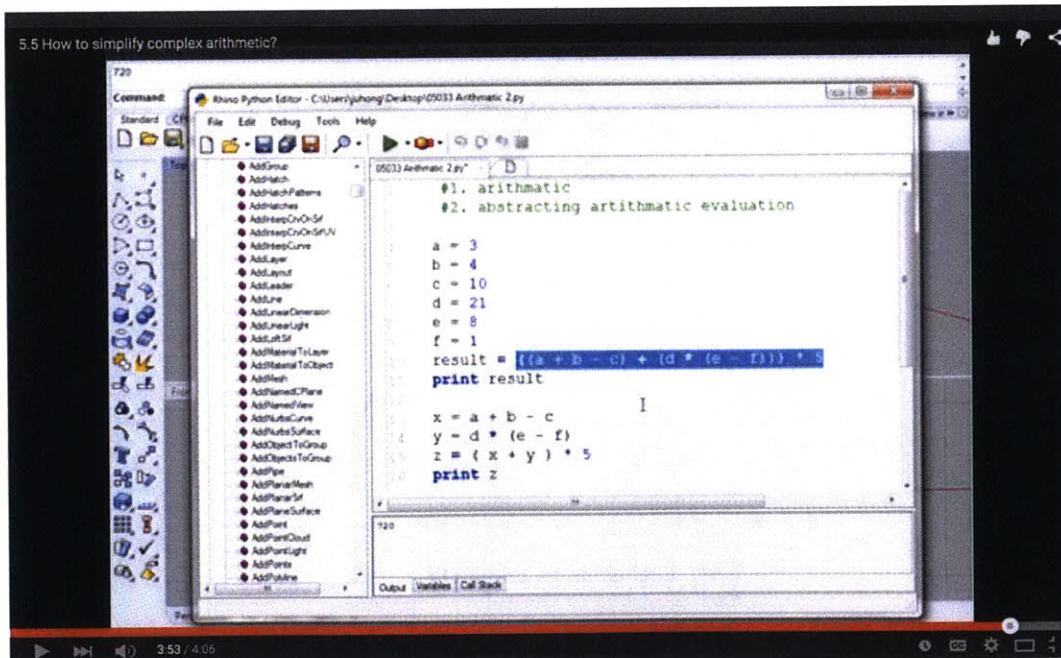 5.5 How to simplify complex arithmetic?
720
Command:
Rhino Python Editor - C:\Users\juhong\Desktop\05033 Arithmatic 2.py
Standard
File Edit Debug Tools Help
05033 Arithmatic 2.py*
AddGroup
AddHatch
AddHatchPatterns
AddHatches
AddInterpCrvOnSrf
AddInterpCrvOnSrfUV
AddInterpCurve
AddLayer
AddLayout
AddLeader
AddLine
AddLinearDimension
AddLinearLight
AddLoftSrf
AddMaterialToLayer
AddMaterialToObject
AddMesh
AddNamedCPlane
AddNamedView
AddNurbsCurve
AddNurbsSurface
AddObjectToGroup
AddObjectsToGroup
AddPipe
AddPlanarMesh
AddPlanarSrf
AddPlaneSurface
AddPoint
AddPointCloud
AddPointLight
AddPoints
AddPolyline
#1. arithmatic
#2. abstracting artithmatic evaluation
a = 3
b = 4
c = 10
d = 21
e = 8
f = 1
result = (((a + b - c) + (d * (e - f))) * 5
print result
x = a + b - c
y = d * (e - f)
z = ( x + y ) * 5
print z
720
Output Variables Call Stack
3:53 / 4:05
CC